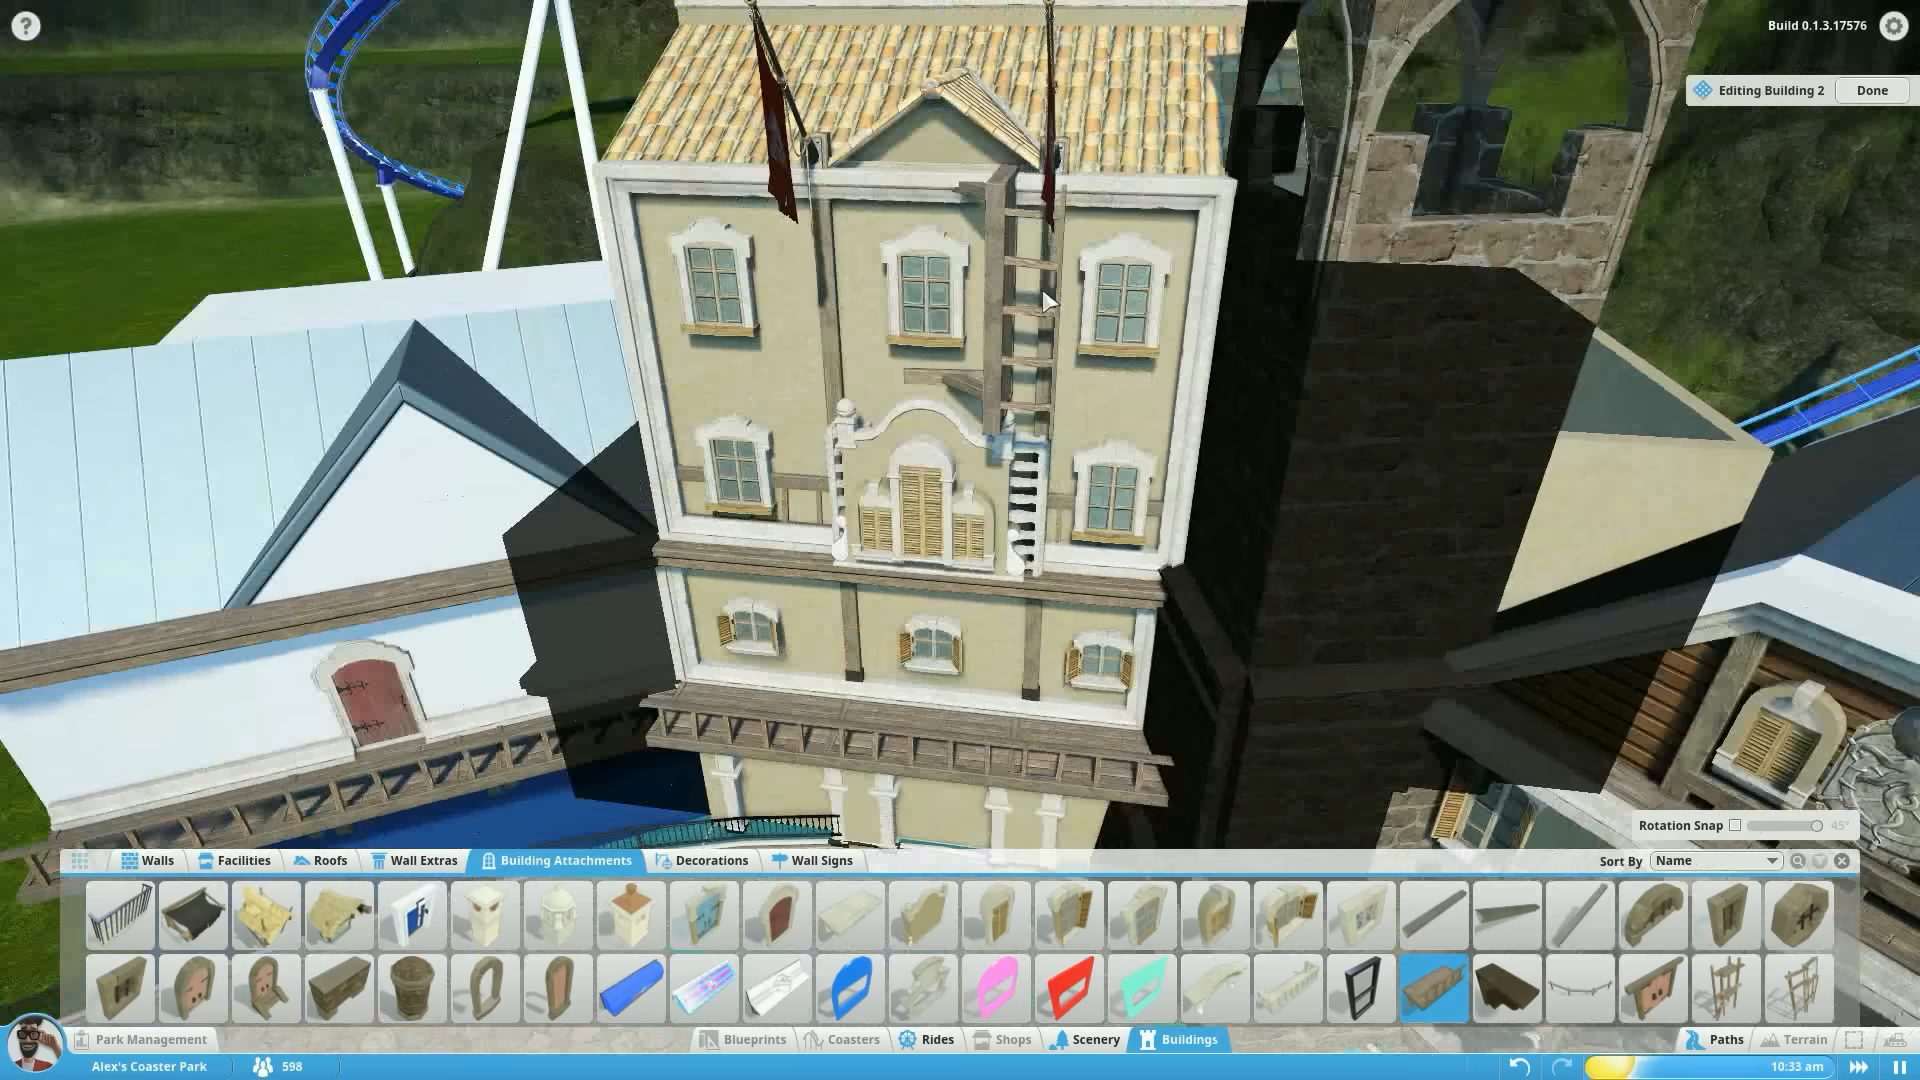 ?
Build 0.1.3.17576
Editing Building 2
Done
Rotation Snap
45°
Walls
Facilities
Roofs
Wall Extras
Building Attachments
Decorations
Wall Signs
Sort By
Name
Park Management
Blueprints
Coasters
Rides
Shops
Scenery
Buildings
Paths
Terrain
Alex's Coaster Park
598
10:33 am